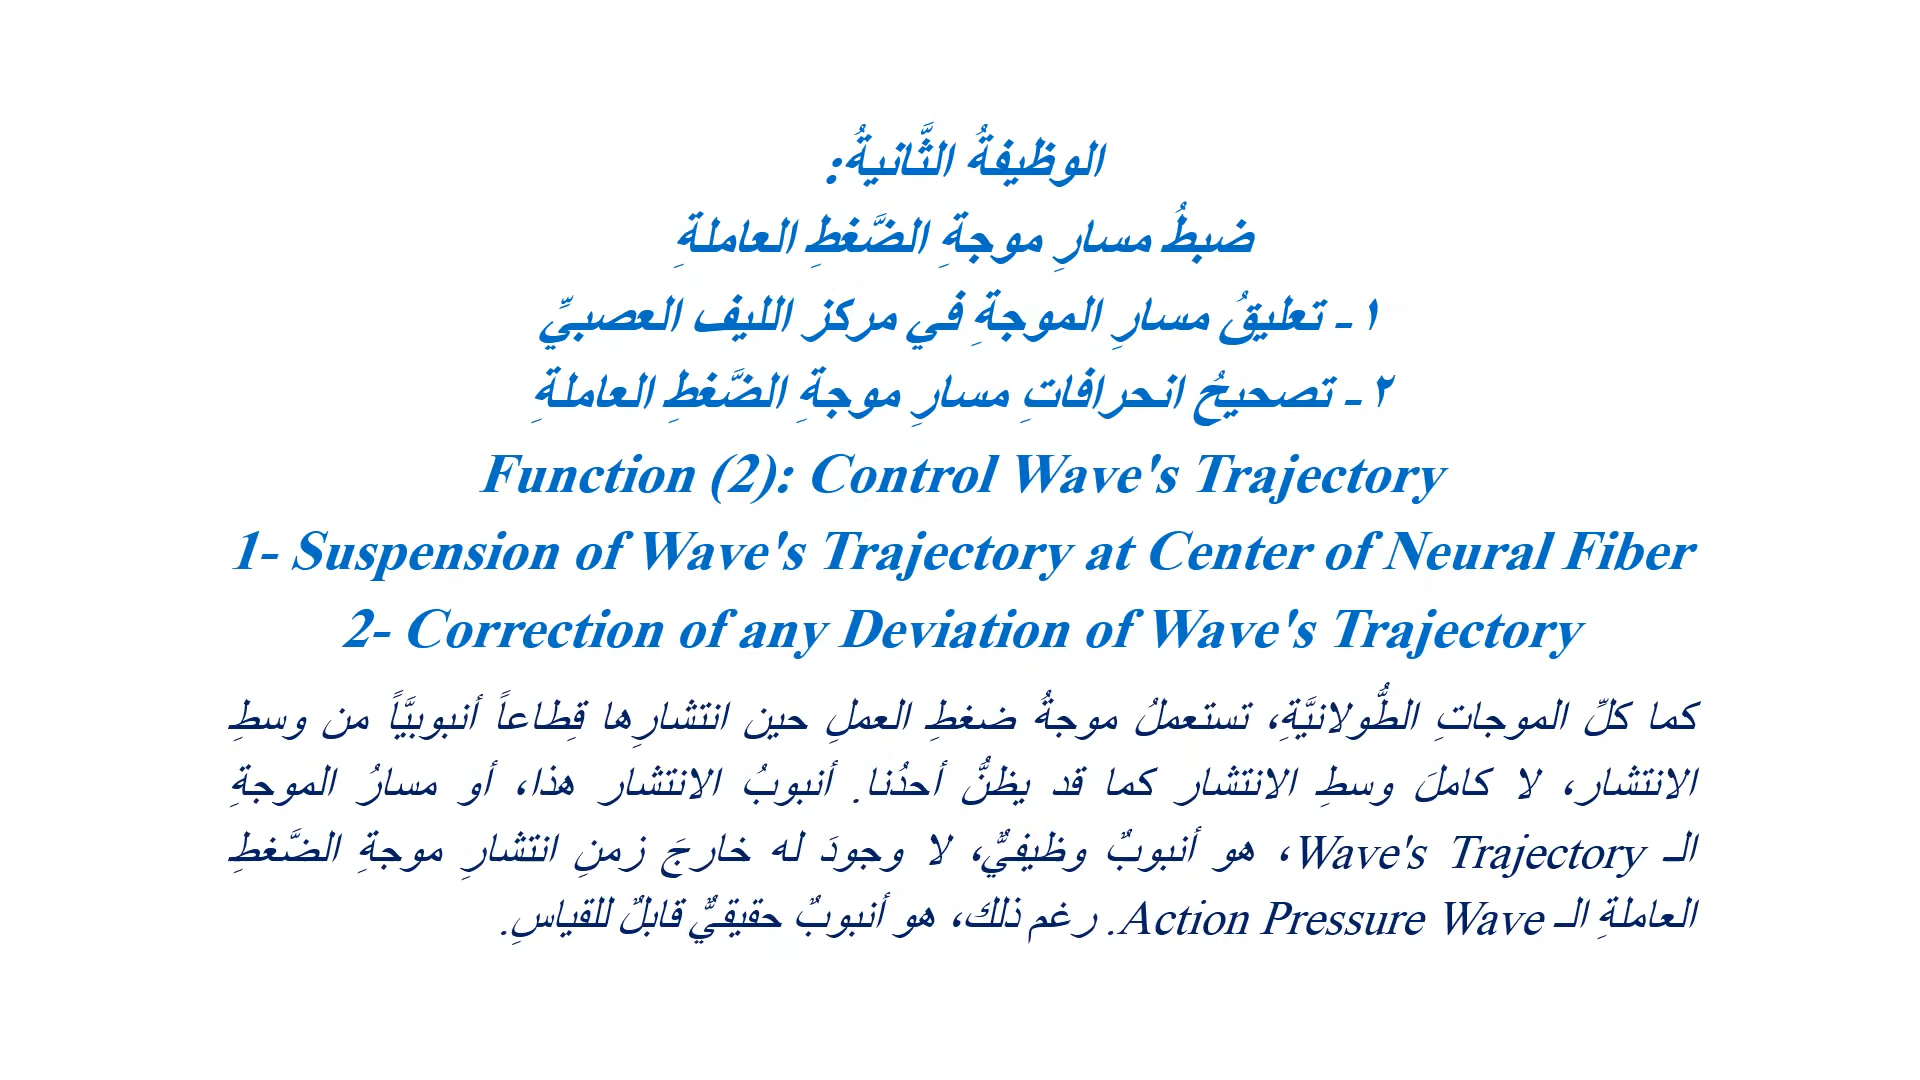 الوظيفةُ الثَّانيةُ:
ضبطُ مسارِ موجةِ الضَّغطِ العاملةِ
١ـ تعليقُ مسارِ الموجةِ في مركز الليف العصبيِّ
٢ـ تصحيحُ انحرافاتِ مسارِ موجةِ الضَّغطِ العاملةِ
Function (2): Control Wave's Trajectory
1- Suspension of Wave's Trajectory at Center of Neural Fiber
2- Correction of any Deviation of Wave's Trajectory
كما كلِّ الموجاتِ الطُّولانيَّةِ، تستعملُ موجةُ ضغطِ العملِ حين انتشارِها قِطاعاً أنبوبيَّاً من وسطِ
الانتشار، لا كاملَ وسطِ الانتشار كما قد يظنُّ أحدُنا. أنبوبُ الانتشار هذا، أو مسارُ الموجةِ
الـ Wave's Trajectory، هو أنبوبٌ وظيفيٌّ، لا وجودَ له خارجَ زمنِ انتشارِ موجةِ الضَّغطِ
العاملةِ الـ Action Pressure Wave. رغم ذلك، هو أنبوبٌ حقيقيٌّ قابلٌ للقياسِ.